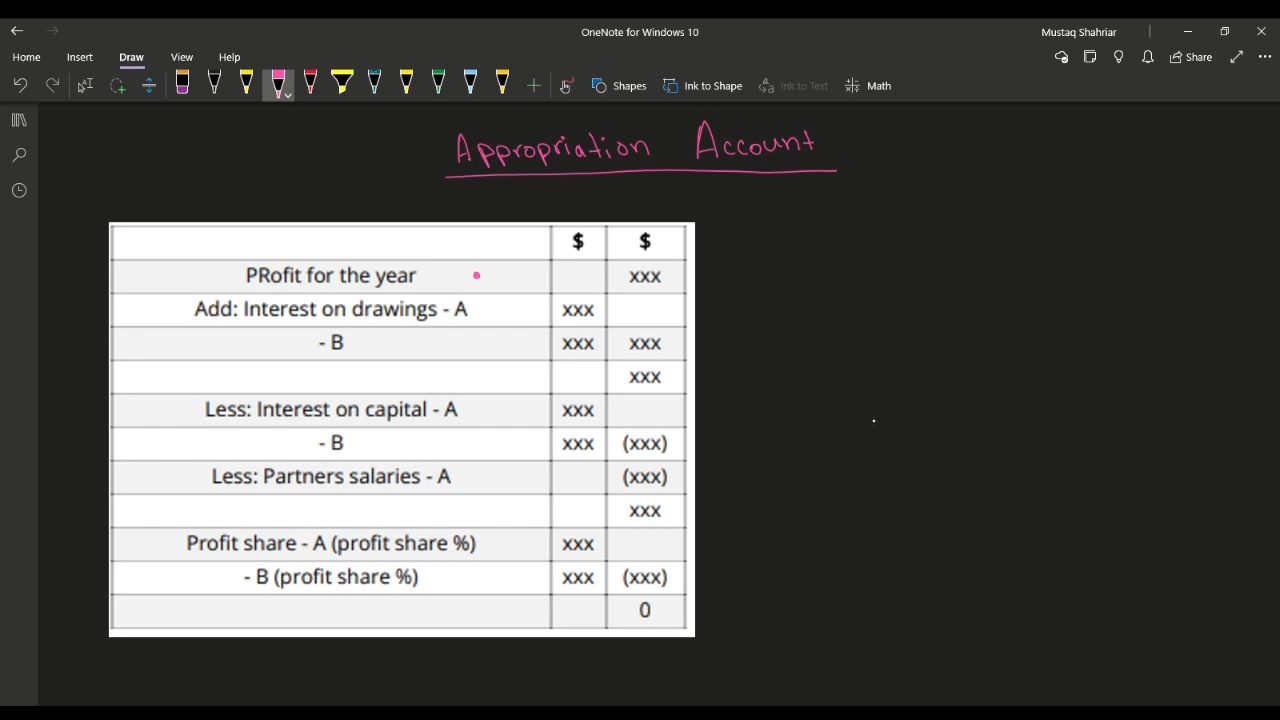 OneNote for Windows 10
Mustaq Shahriar
Home Insert Draw View Help
Share
Shapes Ink to Shape Ink to Text Math
Appropriation Account
$ $
PRofit for the year xxx
Add: Interest on drawings - A xxx
- B xxx xxx
xxx
Less: Interest on capital - A xxx
- B xxx (xxx)
Less: Partners salaries - A (xxx)
xxx
Profit share - A (profit share %) xxx
- B (profit share %) xxx (xxx)
0